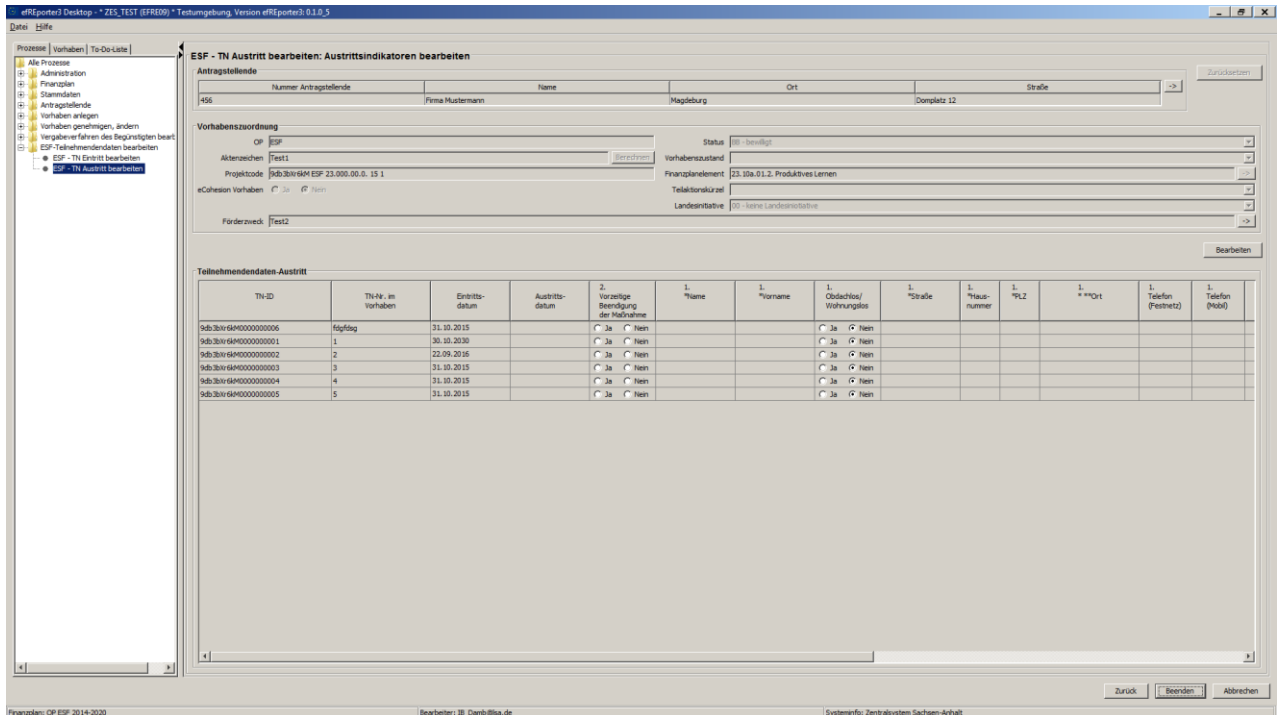 efREporter3 Desktop - * ZES_TEST (EFRE09) * Testumgebung, Version efREporter3: 0.1.0_5
Datei Hilfe
Prozesse Vorhaben To-Do-Liste
Alle Prozesse
Administration
Finanzplan
Stammdaten
Antragstellende
Vorhaben anlegen
Vorhaben genehmigen, ändern
Vergabeverfahren des Begünstigten beart
ESF-Teilnehmendendaten bearbeiten
ESF - TN Eintritt bearbeiten
ESF - TN Austritt bearbeiten
ESF - TN Austritt bearbeiten: Austrittsindikatoren bearbeiten
Antragstellende
Zurücksetzen
Nummer Antragstellende Name Ort Straße ->
456 Firma Mustermann Magdeburg Domplatz 12
Vorhabenszuordnung
OP ESF Status BB - bewilligt
Aktenzeichen Test1 Berechnen Vorhabenszustand
Projektcode 9db3bXr6kM ESF 23.000.00.0. 15 1 Finanzplanelement 23.10a.01.2. Produktives Lernen ->
eCohesion Vorhaben Ja Nein Teilaktionskürzel
Landesinitiative 00 - keine Landesiniotiative
Förderzweck Test2 ->
Bearbeiten
Teilnehmendendaten-Austritt
TN-ID
TN-Nr. im
Vorhaben
Eintritts-
datum
Austritts-
datum
2.
Vorzeitige
Beendigung
der Maßnahme
1.
*Name
1.
*Vorname
1.
Obdachlos/
Wohnungslos
1.
*Straße
1.
*Haus-
nummer
1.
*PLZ
1.
* **Ort
1.
Telefon
(Festnetz)
1.
Telefon
(Mobil)
9db3bXr6kM0000000006 fdgfdsg 31.10.2015 Ja Nein Ja Nein
9db3bXr6kM0000000001 1 30.10.2030 Ja Nein Ja Nein
9db3bXr6kM0000000002 2 22.09.2016 Ja Nein Ja Nein
9db3bXr6kM0000000003 3 31.10.2015 Ja Nein Ja Nein
9db3bXr6kM0000000004 4 31.10.2015 Ja Nein Ja Nein
9db3bXr6kM0000000005 5 31.10.2015 Ja Nein Ja Nein
Zurück Beenden Abbrechen
Finanzplan: OP ESF 2014-2020 Bearbeiter: IB_Damb@lsa.de Systeminfo: Zentralsystem Sachsen-Anhalt